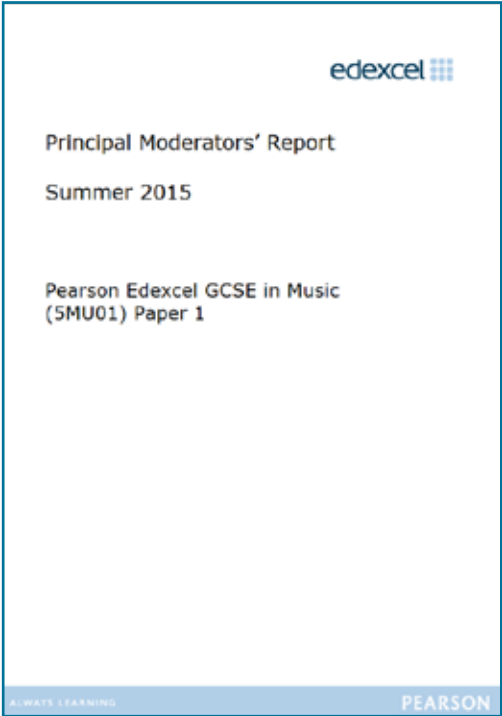 edexcel
Principal Moderators' Report
Summer 2015
Pearson Edexcel GCSE in Music
(5MU01) Paper 1
ALWAYS LEARNING
PEARSON